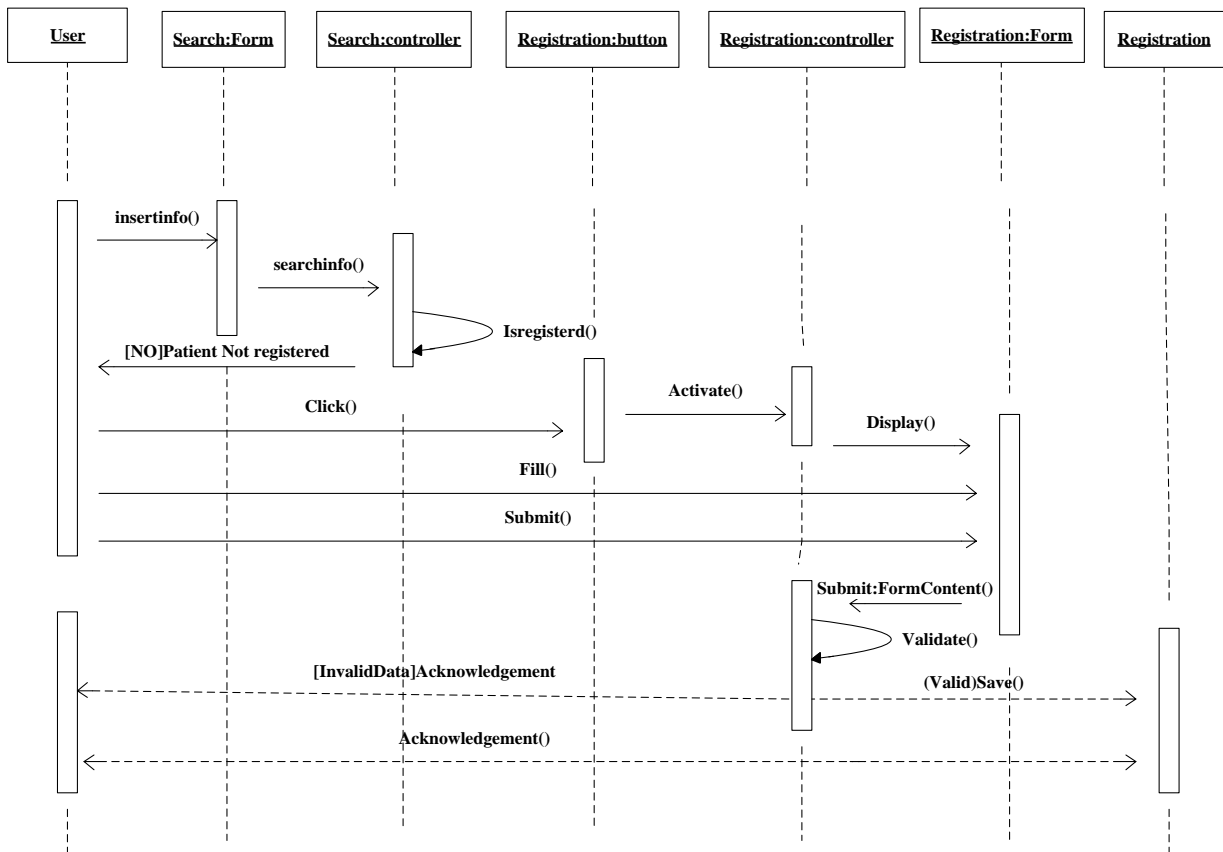 User
Search:Form
Search:controller
Registration:button
Registration:controller
Registration:Form
Registration
insertinfo()
searchinfo()
Isregisterd()
[NO]Patient Not registered
Activate()
Click()
Display()
Fill()
Submit()
Submit:FormContent()
Validate()
[InvalidData]Acknowledgement
(Valid)Save()
Acknowledgement()